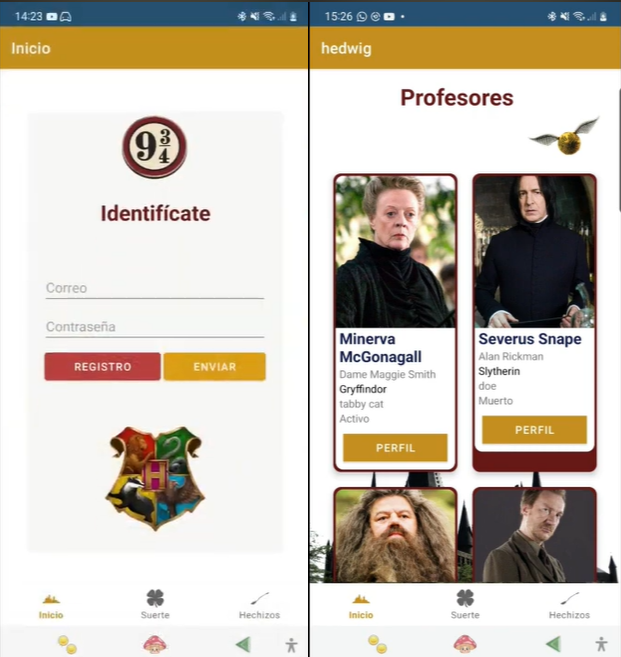 14:23
Inicio
9 3/4
Identifícate
Correo
Contraseña
REGISTRO
ENVIAR
H
Inicio
Suerte
Hechizos
15:26
hedwig
Profesores
Minerva
McGonagall
Dame Maggie Smith
Gryffindor
tabby cat
Activo
PERFIL
Severus Snape
Alan Rickman
Slytherin
doe
Muerto
PERFIL
Inicio
Suerte
Hechizos